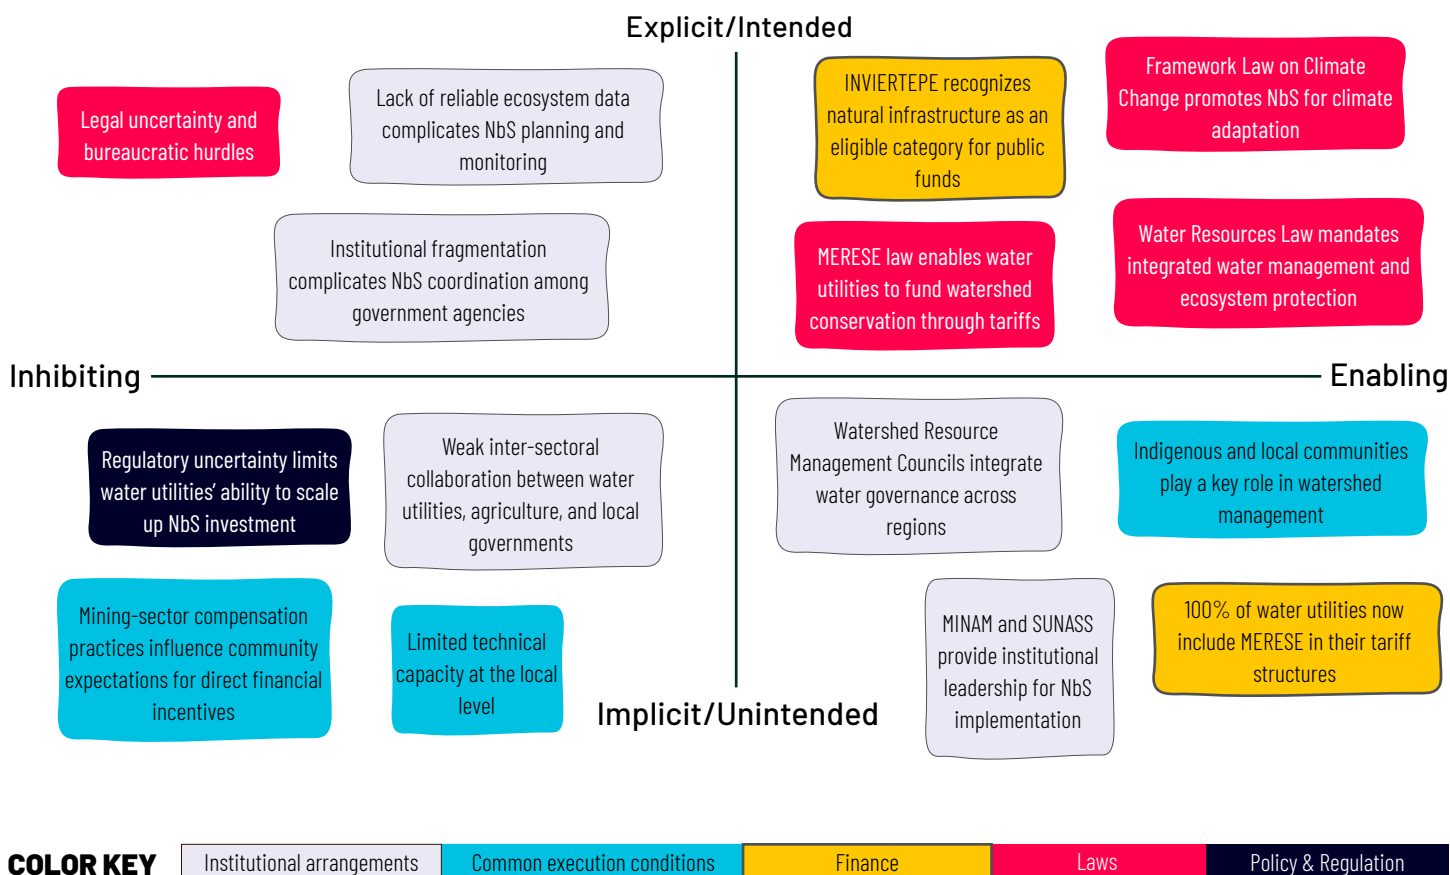 Explicit/Intended
Legal uncertainty and
bureaucratic hurdles
Lack of reliable ecosystem data
complicates NbS planning and
monitoring
Institutional fragmentation
complicates NbS coordination among
government agencies
INVIERTEPE recognizes
natural infrastructure as an
eligible category for public
funds
Framework Law on Climate
Change promotes NbS for climate
adaptation
MERESE law enables water
utilities to fund watershed
conservation through tariffs
Water Resources Law mandates
integrated water management and
ecosystem protection
Inhibiting
Enabling
Regulatory uncertainty limits
water utilities' ability to scale
up NbS investment
Weak inter-sectoral
collaboration between water
utilities, agriculture, and local
governments
Mining-sector compensation
practices influence community
expectations for direct financial
incentives
Limited technical
capacity at the local
level
Watershed Resource
Management Councils integrate
water governance across
regions
Indigenous and local communities
play a key role in watershed
management
MINAM and SUNASS
provide institutional
leadership for NbS
implementation
100% of water utilities now
include MERESE in their tariff
structures
Implicit/Unintended
COLOR KEY
Institutional arrangements
Common execution conditions
Finance
Laws
Policy & Regulation